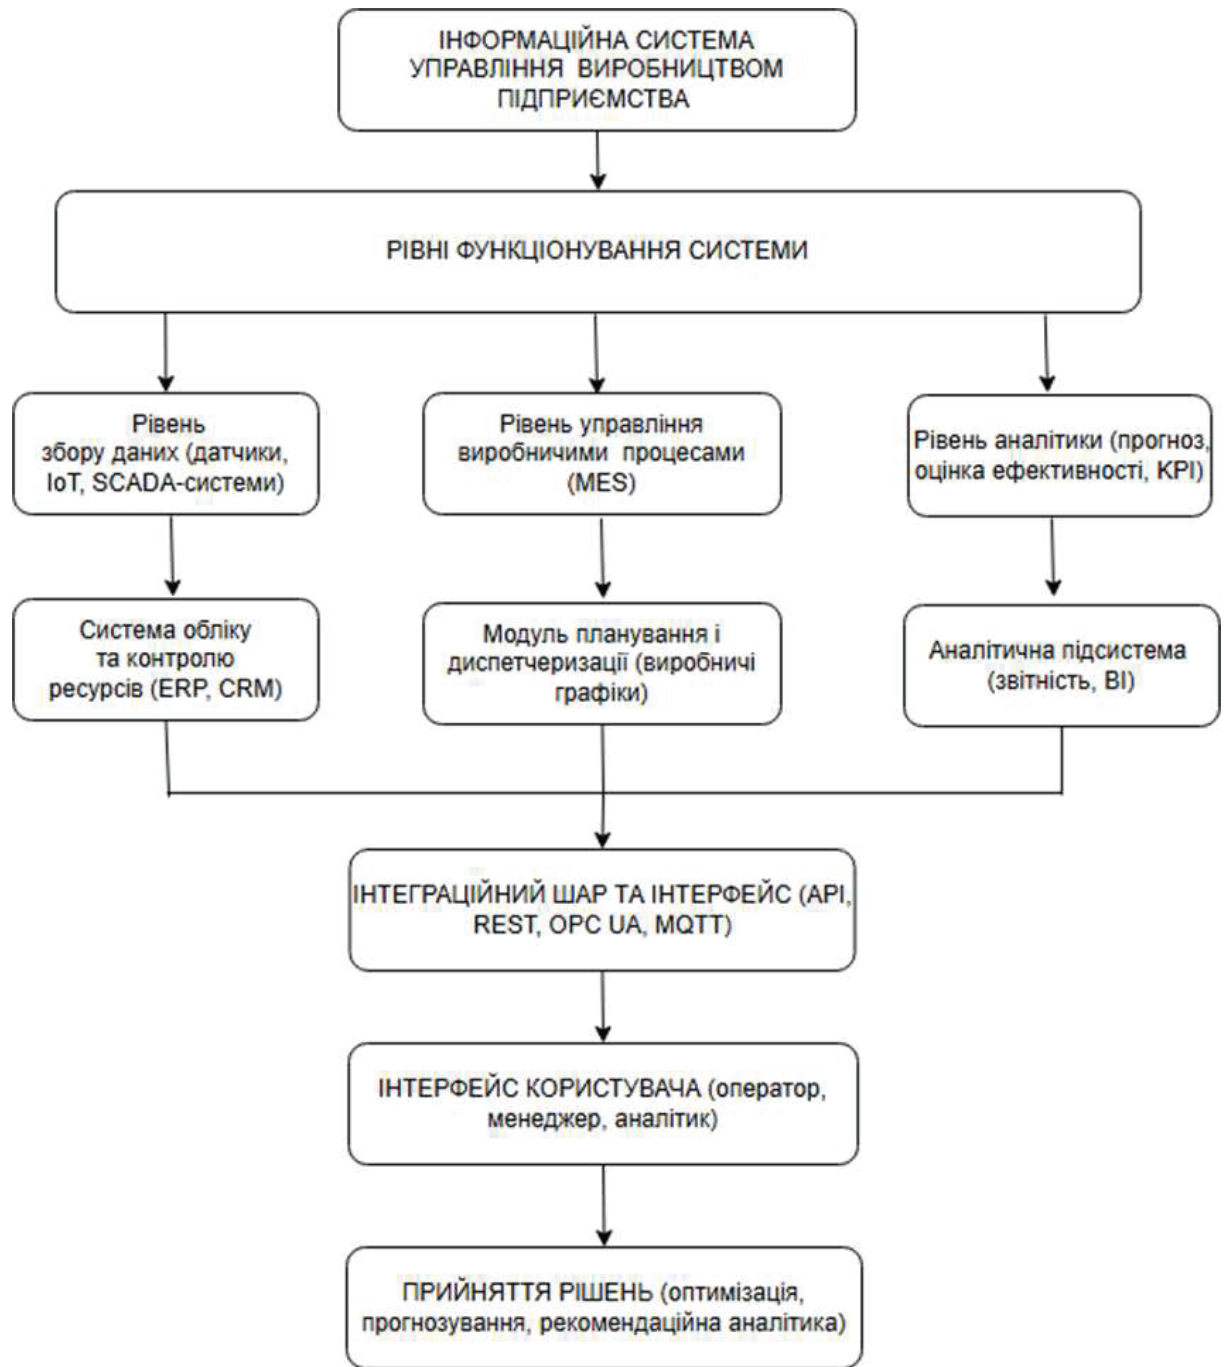 ІНФОРМАЦІЙНА СИСТЕМА
УПРАВЛІННЯ ВИРОБНИЦТВОМ
ПІДПРИЄМСТВА
РІВНІ ФУНКЦІОНУВАННЯ СИСТЕМИ
Рівень
збору даних (датчики,
IoT, SCADA-системи)
Рівень управління
виробничими процесами
(MES)
Рівень аналітики (прогноз,
оцінка ефективності, KPI)
Система обліку
та контролю
ресурсів (ERP, CRM)
Модуль планування і
диспетчеризації (виробничі
графіки)
Аналітична підсистема
(звітність, BI)
ІНТЕГРАЦІЙНИЙ ШАР ТА ІНТЕРФЕЙС (API,
REST, OPC UA, MQTT)
ІНТЕРФЕЙС КОРИСТУВАЧА (оператор,
менеджер, аналітик)
ПРИЙНЯТТЯ РІШЕНЬ (оптимізація,
прогнозування, рекомендаційна аналітика)